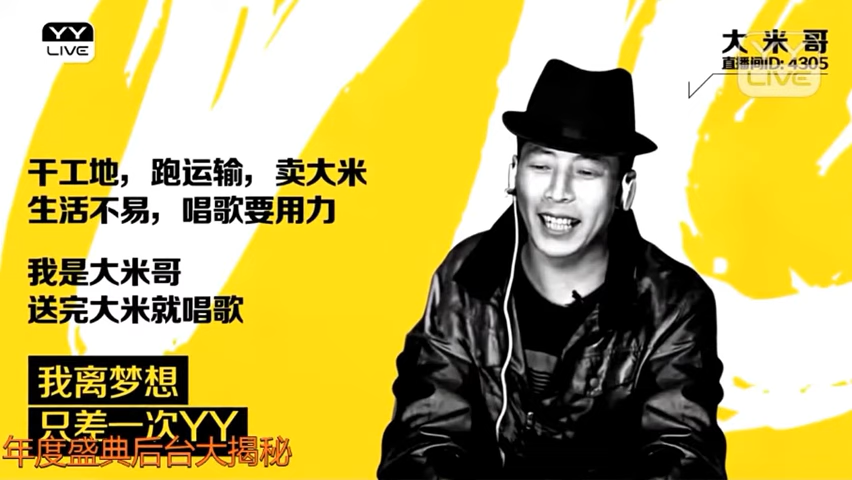 YY
LIVE
大米哥
直播间ID: 4305
YY
LIVE
干工地，跑运输，卖大米
生活不易，唱歌要用力
我是大米哥
送完大米就唱歌
我离梦想
只差一次YY
年度盛典后台大揭秘